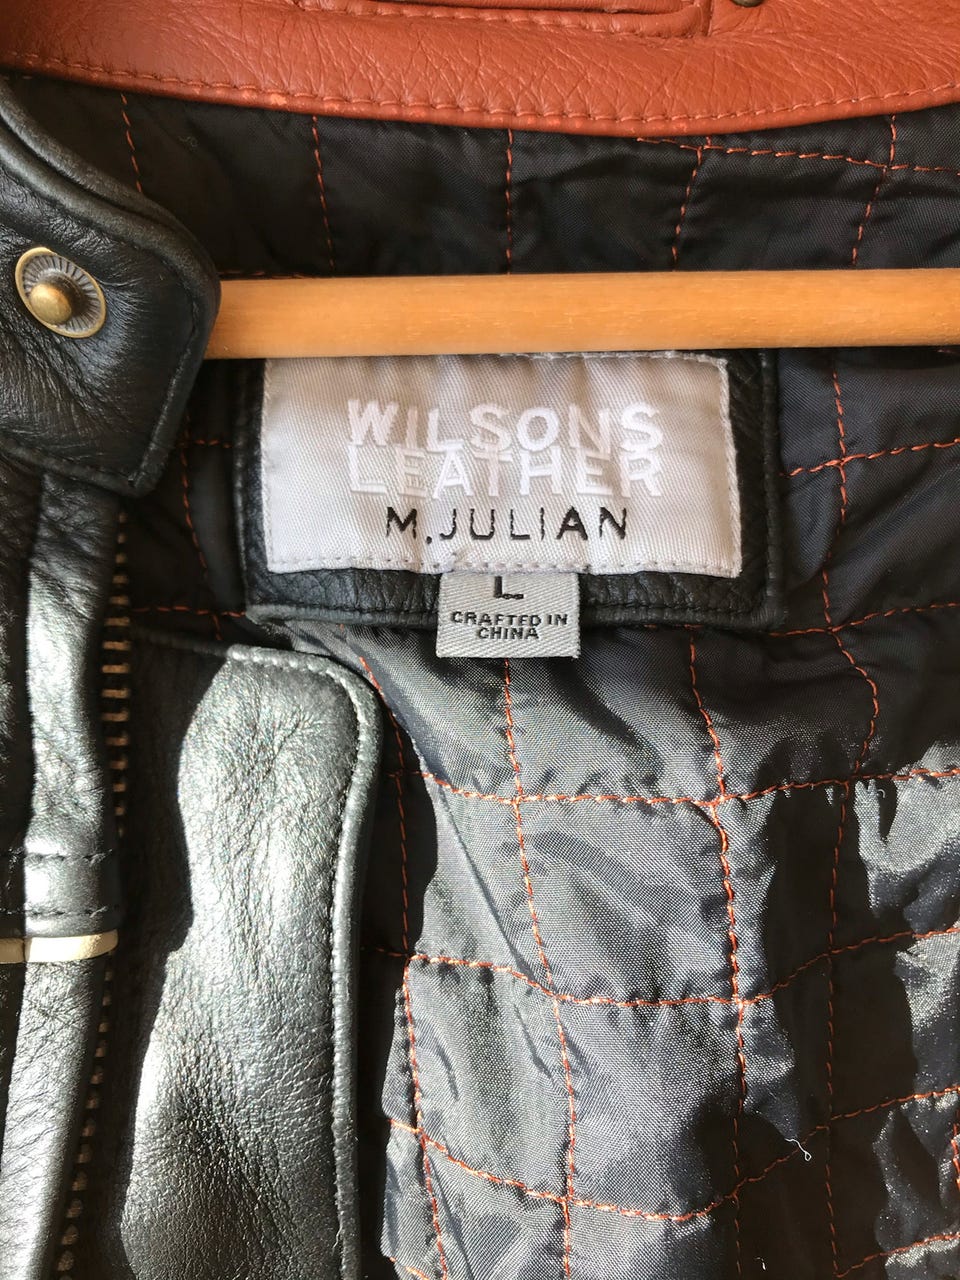 WILSONS
LEATHER
M.JULIAN
L
CRAFTED IN
CHINA